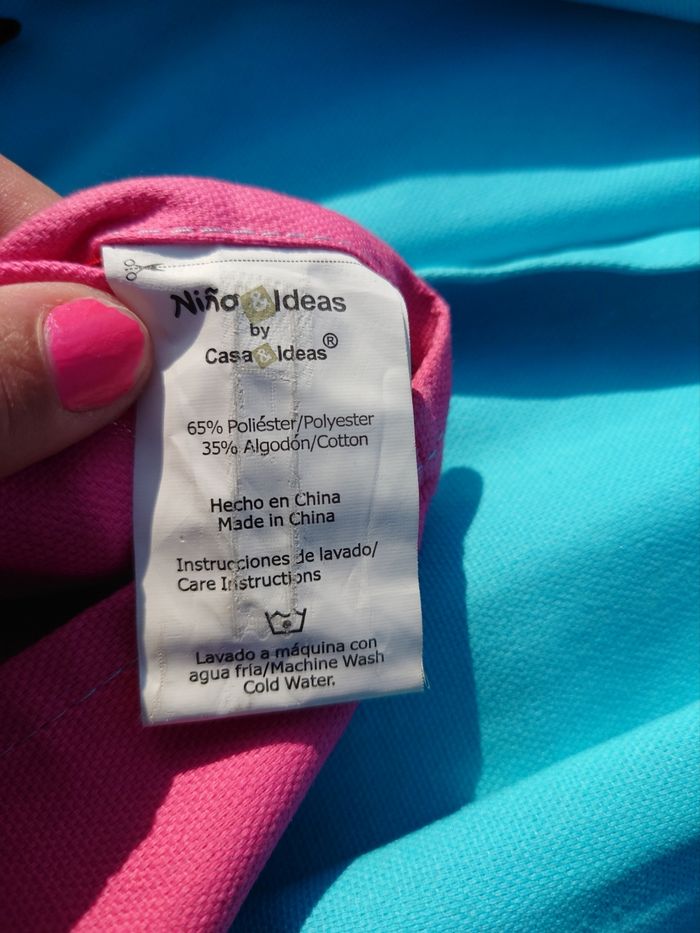 Niño & Ideas
by
Casa & Ideas®
65% Poliéster/Polyester
35% Algodón/Cotton
Hecho en China
Made in China
Instrucciones de lavado/
Care Instructions
Lavado a máquina con
agua fría/Machine Wash
Cold Water.